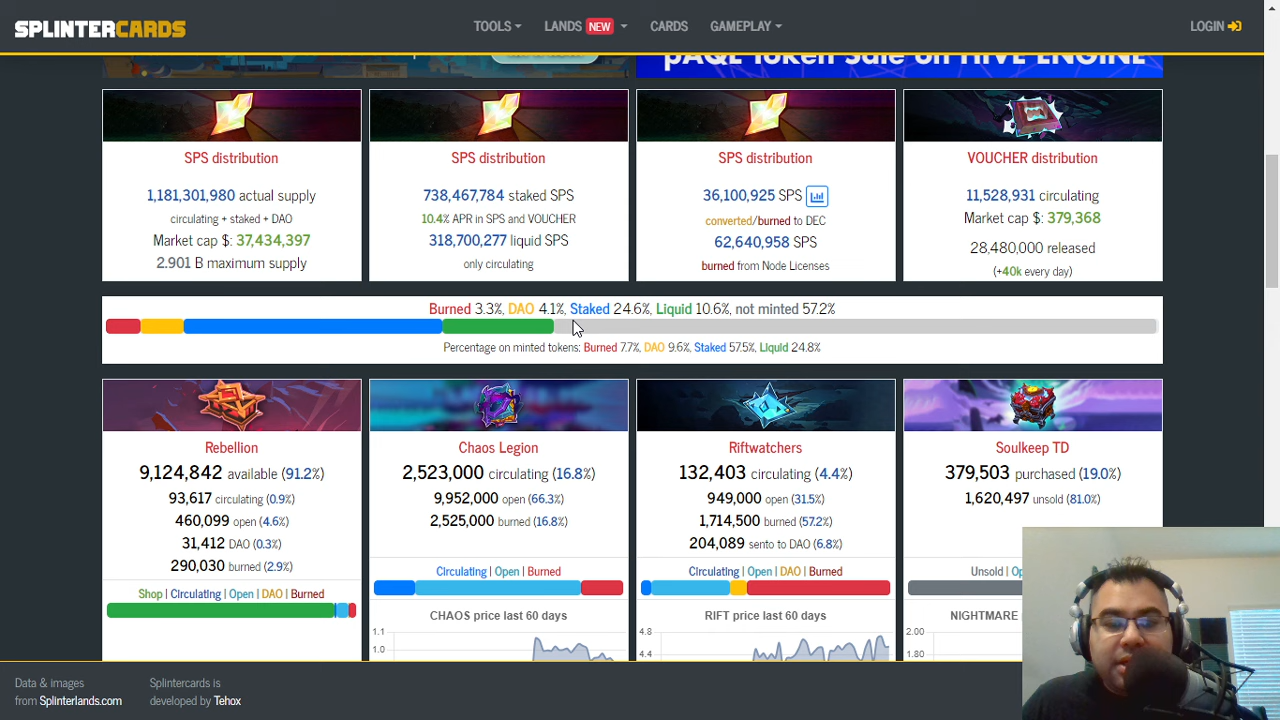 SPLINTERCARDS
TOOLS
LANDS NEW
CARDS
GAMEPLAY
LOGIN
pAQE Token Sale on HIVE ENGINE
SPS distribution
1,181,301,980 actual supply
circulating + staked + DAO
Market cap $: 37,434,397
2.901 B maximum supply
SPS distribution
738,467,784 staked SPS
10.4% APR in SPS and VOUCHER
318,700,277 liquid SPS
only circulating
SPS distribution
36,100,925 SPS
converted/burned to DEC
62,640,958 SPS
burned from Node Licenses
VOUCHER distribution
11,528,931 circulating
Market cap $: 379,368
28,480,000 released
(+40k every day)
Burned 3.3%, DAO 4.1%, Staked 24.6%, Liquid 10.6%, not minted 57.2%
Percentage on minted tokens: Burned 7.7%, DAO 9.6%, Staked 57.5%, Liquid 24.8%
Rebellion
9,124,842 available (91.2%)
93,617 circulating (0.9%)
460,099 open (4.6%)
31,412 DAO (0.3%)
290,030 burned (2.9%)
Shop | Circulating | Open | DAO | Burned
Chaos Legion
2,523,000 circulating (16.8%)
9,952,000 open (66.3%)
2,525,000 burned (16.8%)
Circulating | Open | Burned
CHAOS price last 60 days
1.1
1.0
Riftwatchers
132,403 circulating (4.4%)
949,000 open (31.5%)
1,714,500 burned (57.2%)
204,089 sento to DAO (6.8%)
Circulating | Open | DAO | Burned
RIFT price last 60 days
4.8
4.4
Soulkeep TD
379,503 purchased (19.0%)
1,620,497 unsold (81.0%)
Unsold | Op
NIGHTMARE
2.00
1.80
Data & images
from Splinterlands.com
Splintercards is
developed by Tehox